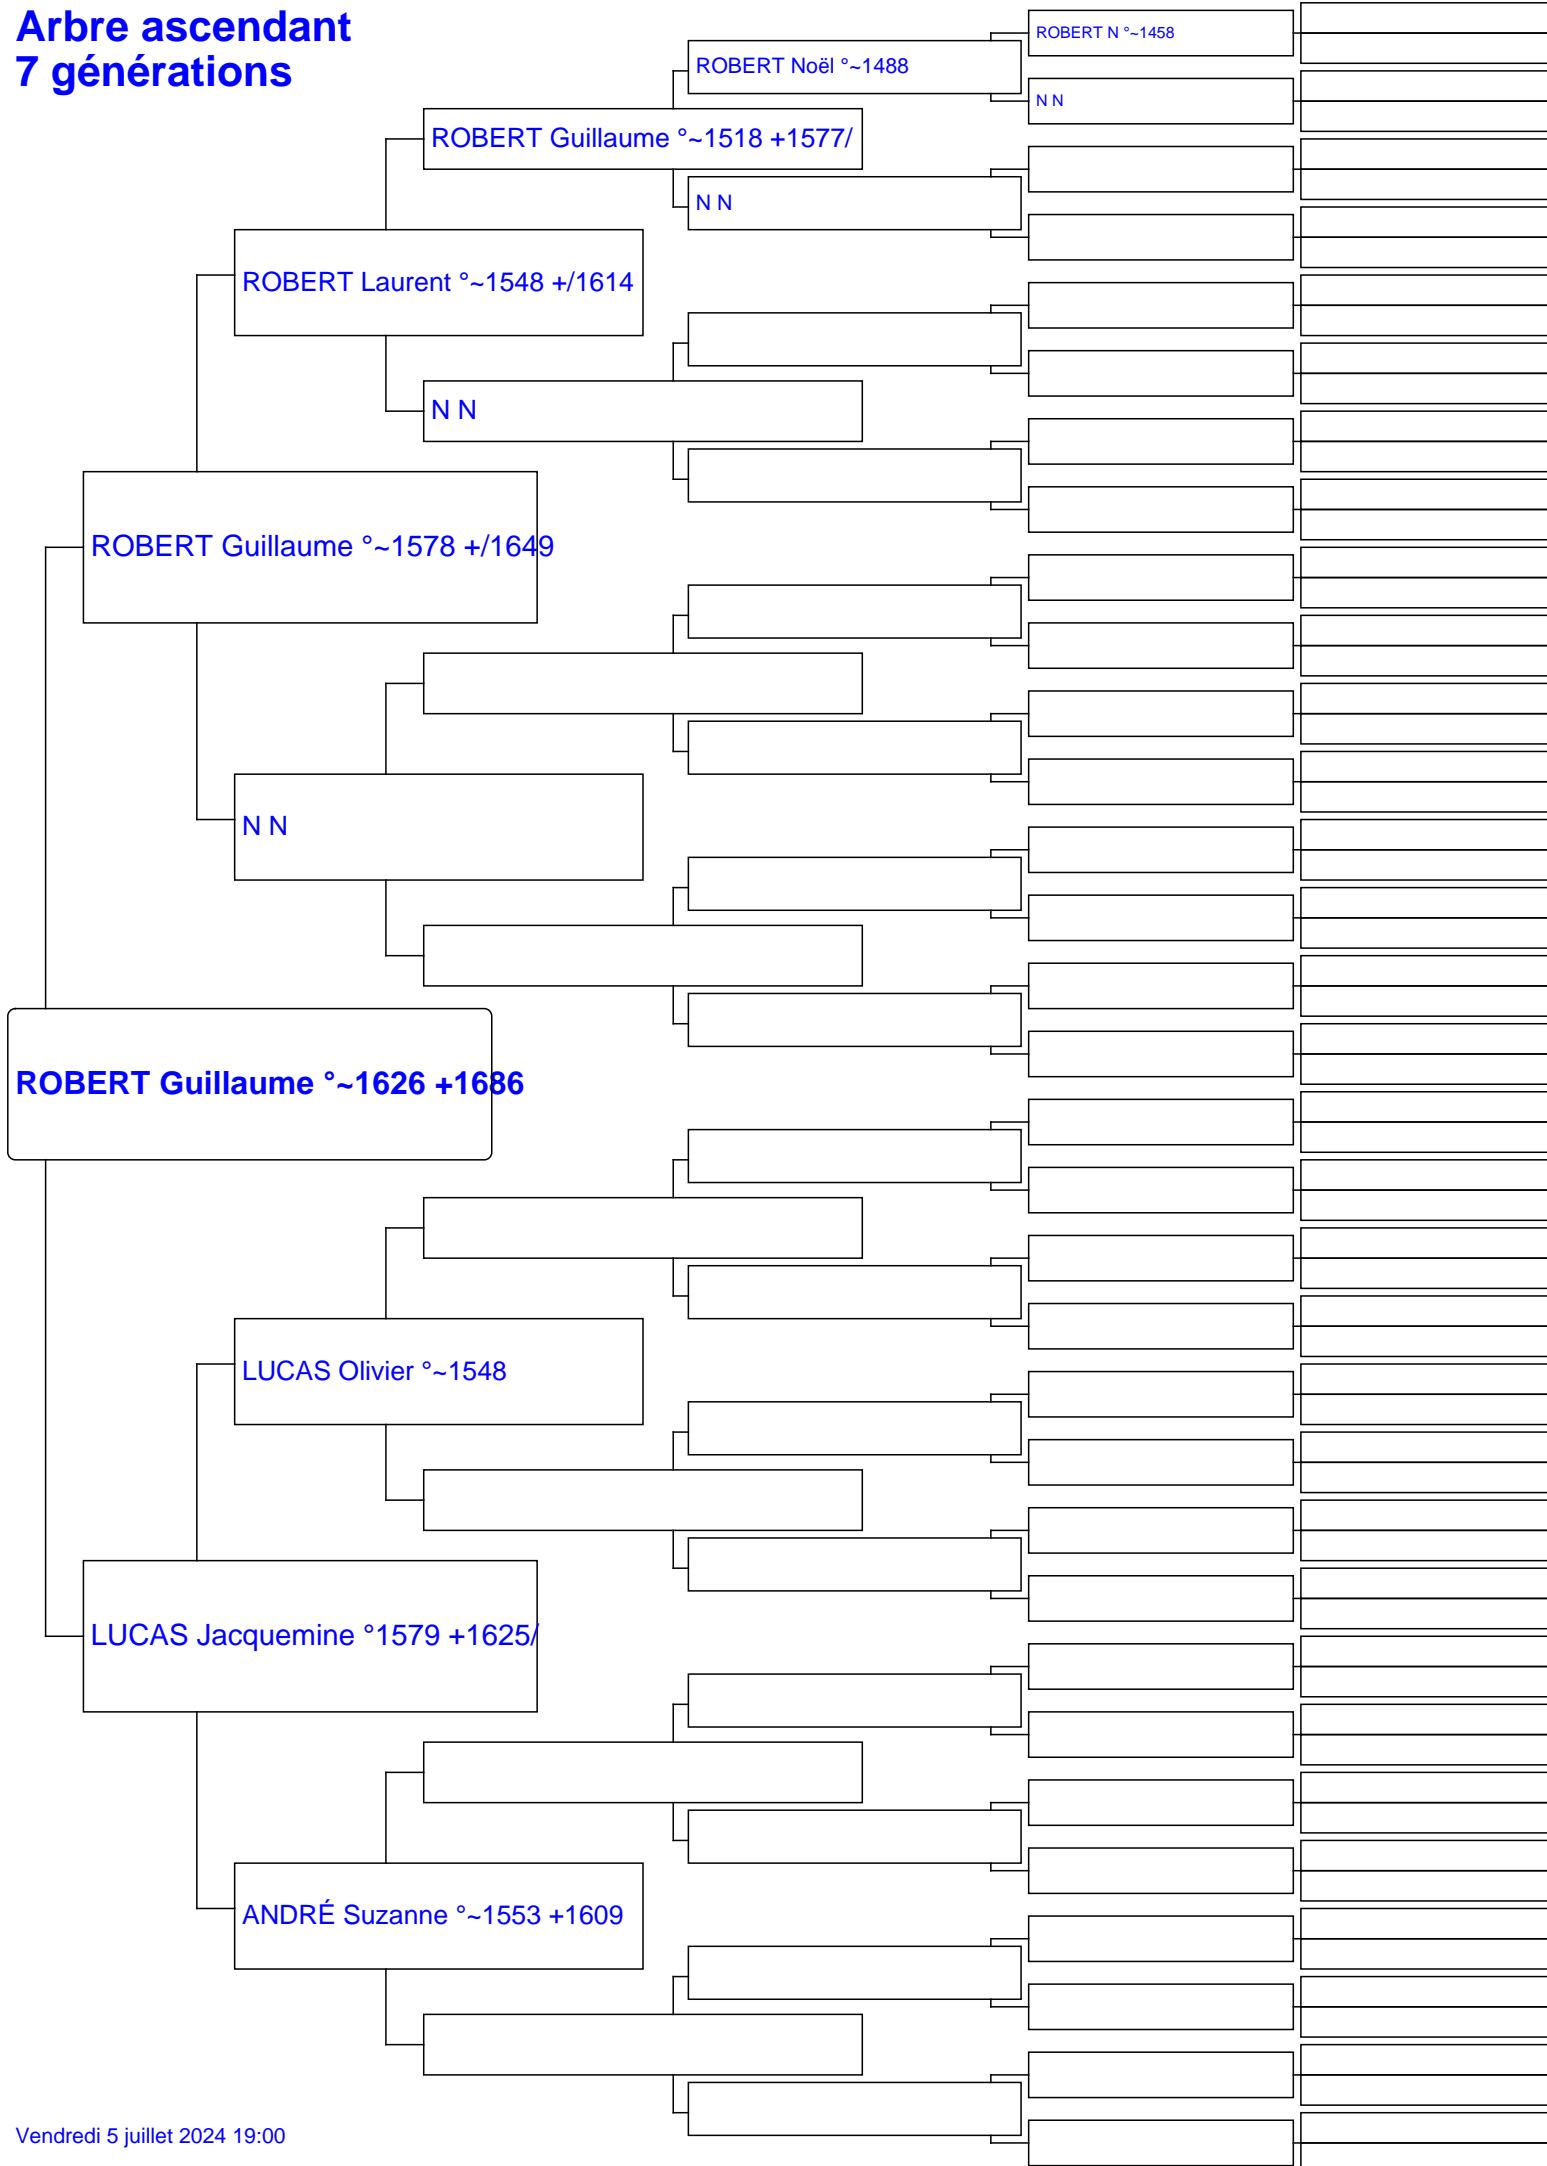 Arbre ascendant
7 générations
ROBERT N °~1458
ROBERT Noël °~1488
N N
ROBERT Guillaume °~1518 +1577/
N N
ROBERT Laurent °~1548 +/1614
N N
ROBERT Guillaume °~1578 +/1649
N N
ROBERT Guillaume °~1626 +1686
LUCAS Olivier °~1548
LUCAS Jacquemine °1579 +1625/
ANDRÉ Suzanne °~1553 +1609
Vendredi 5 juillet 2024 19:00